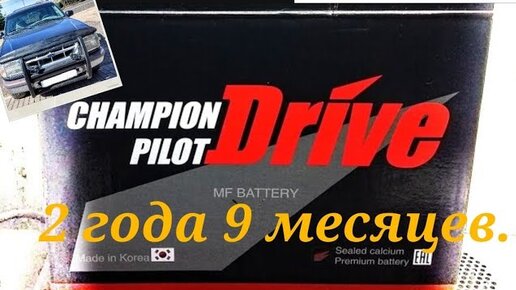 CHAMPION
PILOT
Drive
MF BATTERY
2 года 9 месяцев.
Made in Korea
Sealed calcium
Premium battery
EAC